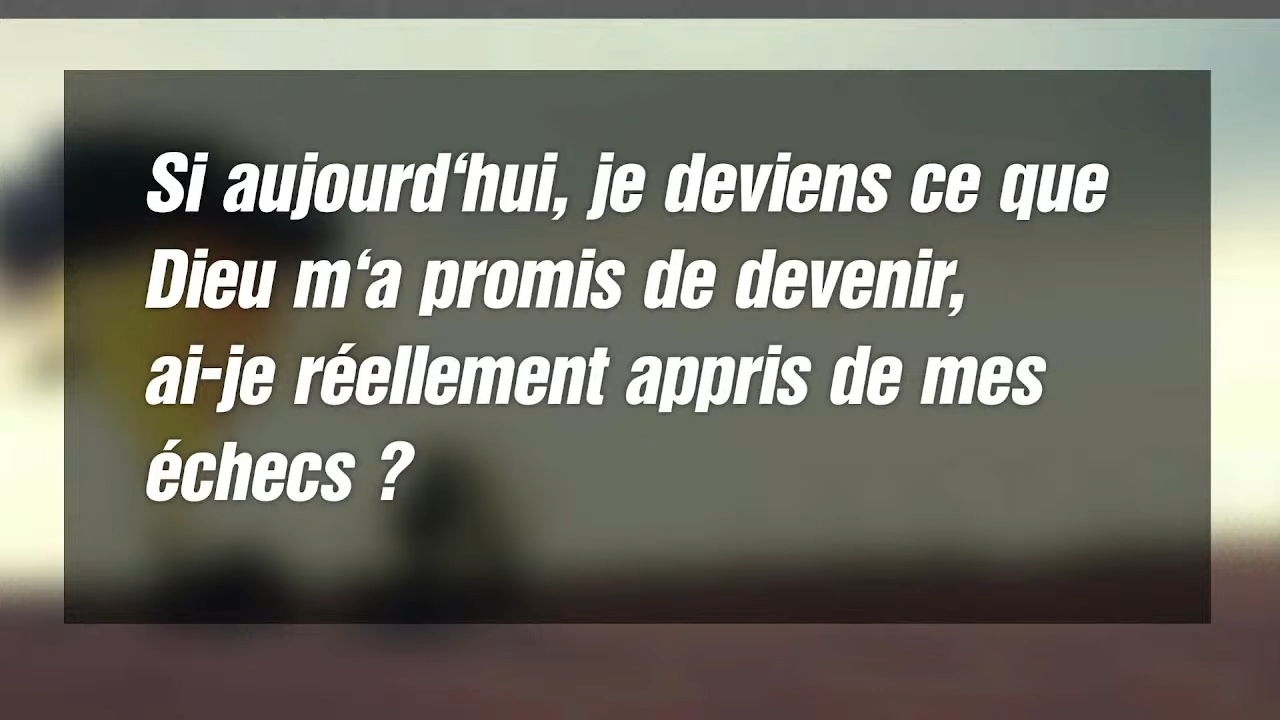 Si aujourd‘hui, je deviens ce que
Dieu m‘a promis de devenir,
ai-je réellement appris de mes
échecs ?